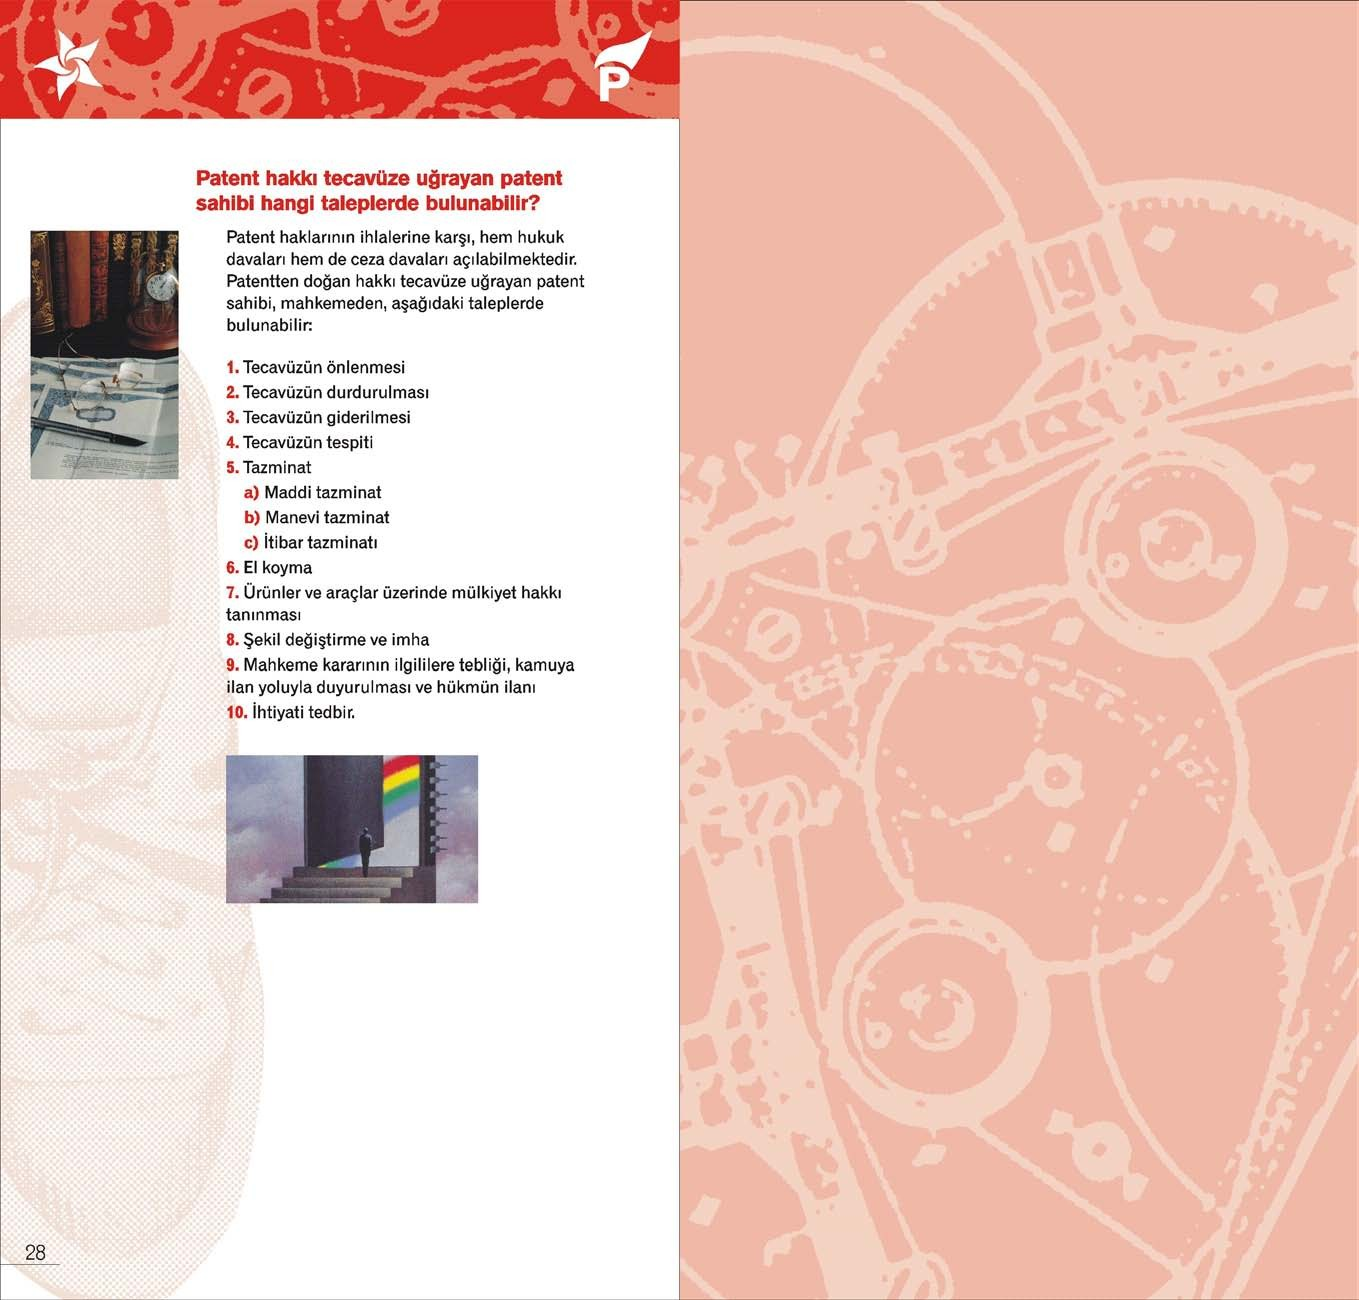 P
Patent hakkı tecavüze uğrayan patent
sahibi hangi taleplerde bulunabilir?
Patent haklarının ihlalerine karşı, hem hukuk
davaları hem de ceza davaları açılabilmektedir.
Patentten doğan hakkı tecavüze uğrayan patent
sahibi, mahkemeden, aşağıdaki taleplerde
bulunabilir:
1. Tecavüzün önlenmesi
2. Tecavüzün durdurulması
3. Tecavüzün giderilmesi
4. Tecavüzün tespiti
5. Tazminat
a) Maddi tazminat
b) Manevi tazminat
c) İtibar tazminatı
6. El koyma
7. Ürünler ve araçlar üzerinde mülkiyet hakkı
tanınması
8. Şekil değiştirme ve imha
9. Mahkeme kararının ilgililere tebliği, kamuya
ilan yoluyla duyurulması ve hükmün ilanı
10. İhtiyati tedbir.
28